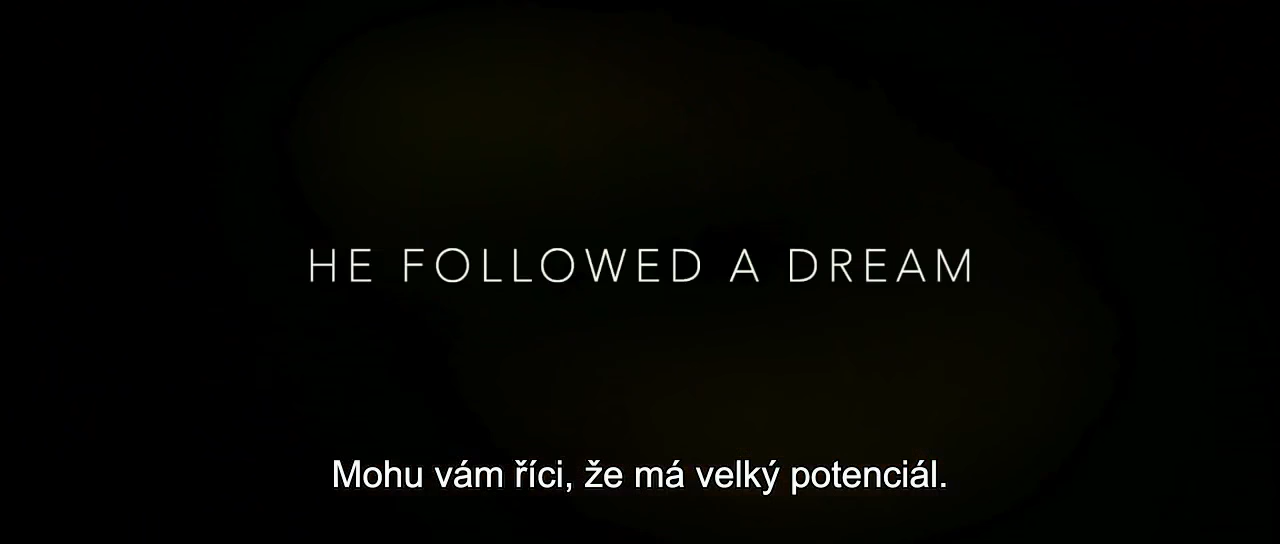 HE FOLLOWED A DREAM
Mohu vám říci, že má velký potenciál.